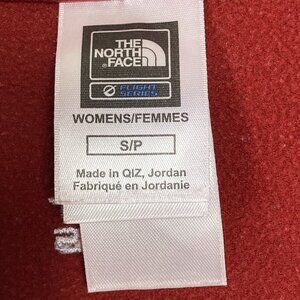 THE
NORTH
FACE
FLIGHT
SERIES
WOMENS/FEMMES
S/P
Made in QIZ, Jordan
Fabriqué en Jordanie